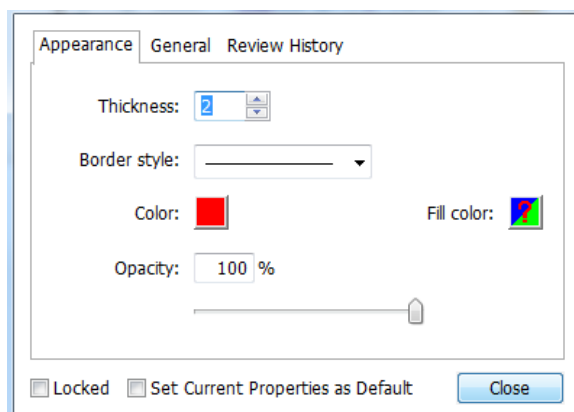 Appearance General Review History
Thickness: 2
Border style:
Color: Fill color: ?
Opacity: 100 %
Locked Set Current Properties as Default Close